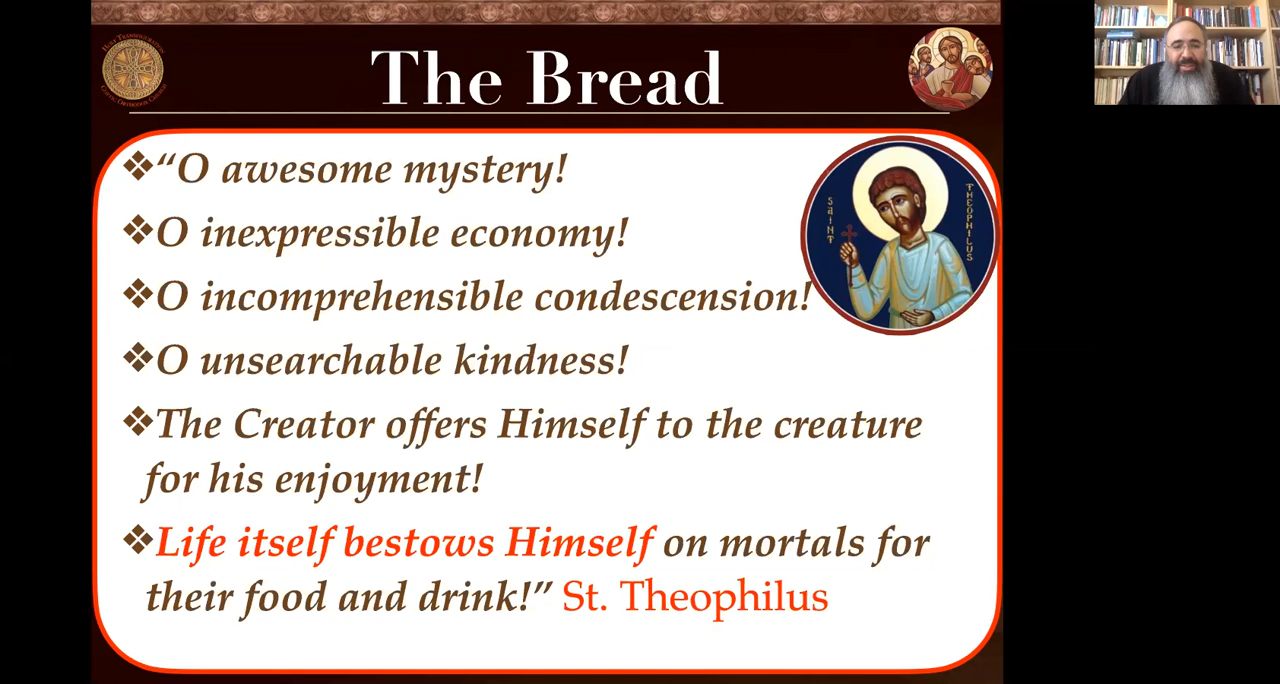 The Bread
❖“O awesome mystery!
❖O inexpressible economy!
❖O incomprehensible condescension!
❖O unsearchable kindness!
❖The Creator offers Himself to the creature
for his enjoyment!
❖Life itself bestows Himself on mortals for
their food and drink!” St. Theophilus
SAINT
THEOPHILUS